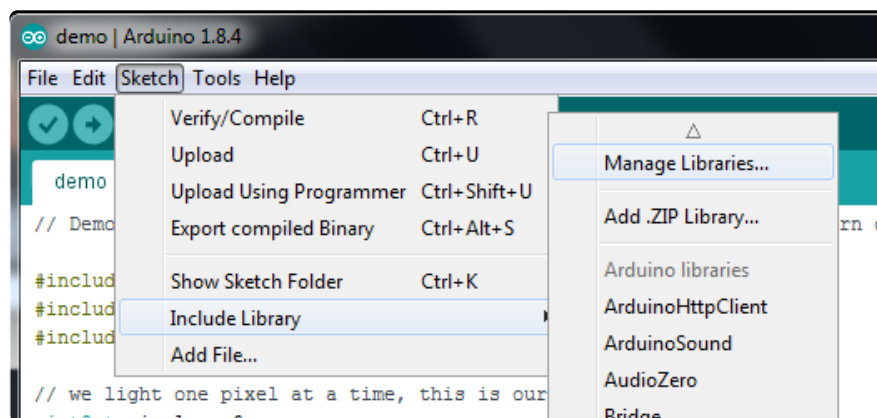 demo | Arduino 1.8.4
File Edit Sketch Tools Help
Verify/Compile Ctrl+R
Upload Ctrl+U
Upload Using Programmer Ctrl+Shift+U
Export compiled Binary Ctrl+Alt+S
Show Sketch Folder Ctrl+K
Include Library
Add File...
Manage Libraries...
Add .ZIP Library...
Arduino libraries
ArduinoHttpClient
ArduinoSound
AudioZero
Bridge
demo
// Demo
rn
#includ
#includ
#includ
// we light one pixel at a time, this is our